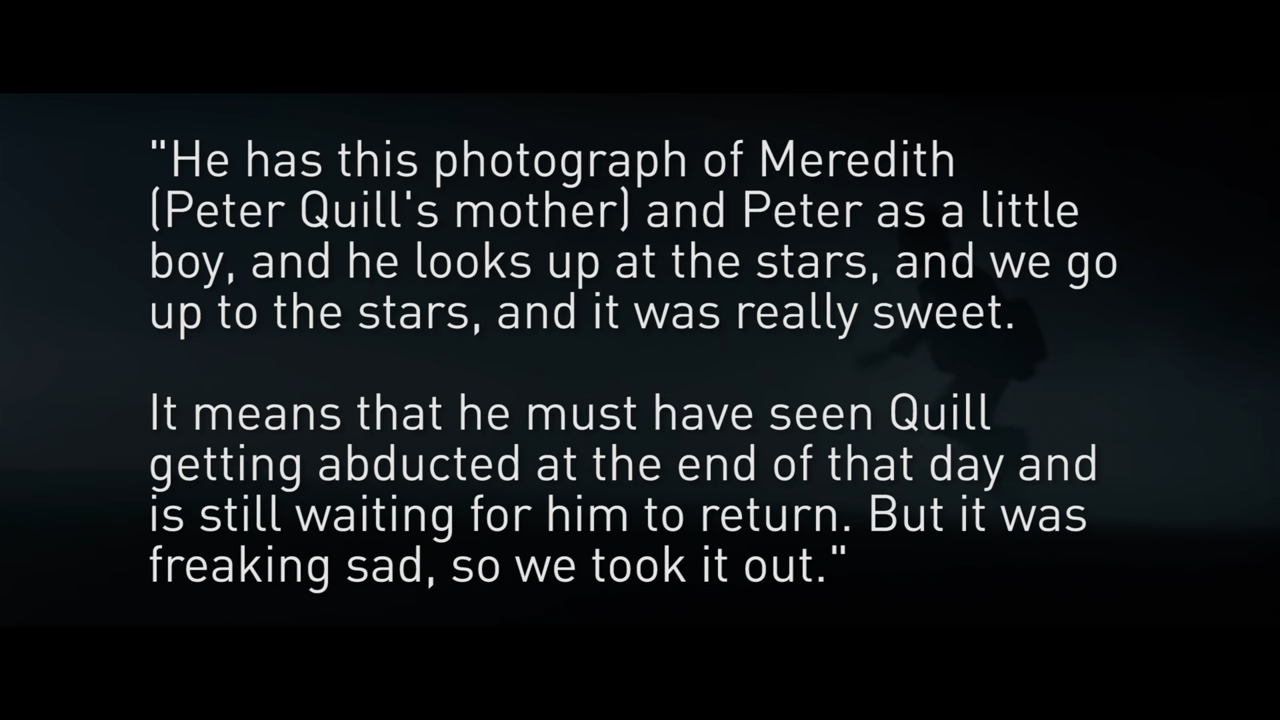 "He has this photograph of Meredith
(Peter Quill's mother) and Peter as a little
boy, and he looks up at the stars, and we go
up to the stars, and it was really sweet.
It means that he must have seen Quill
getting abducted at the end of that day and
is still waiting for him to return. But it was
freaking sad, so we took it out."